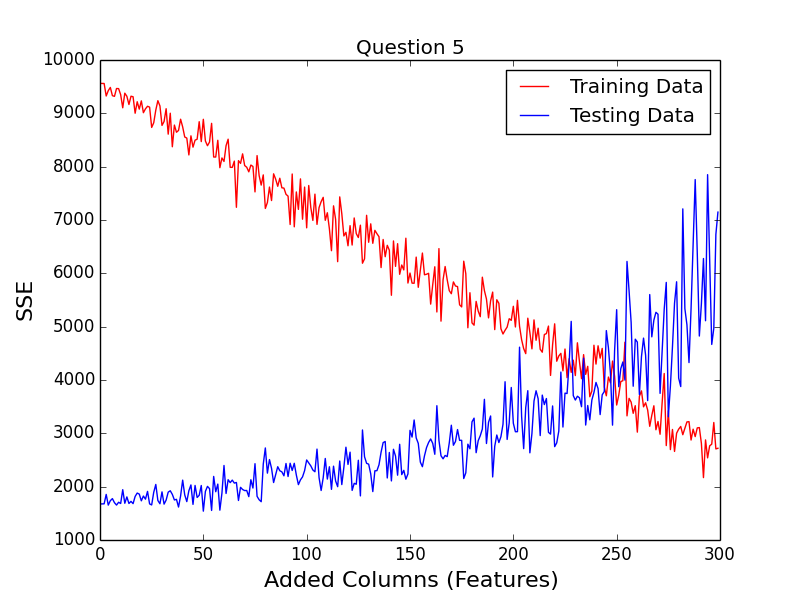 Question 5
10000
9000
8000
7000
6000
5000
4000
3000
2000
1000
SSE
Training Data
Testing Data
0 50 100 150 200 250 300
Added Columns (Features)